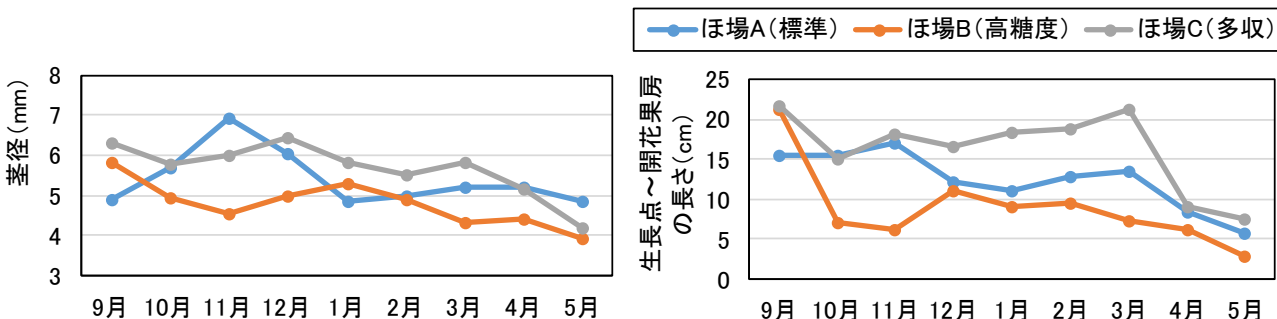 ほ場A(標準) ほ場B(高糖度) ほ場C(多収)
茎径(mm)
8
7
6
5
4
3
9月 10月 11月 12月 1月 2月 3月 4月 5月
生長点~開花果房
の長さ(cm)
25
20
15
10
5
0
9月 10月 11月 12月 1月 2月 3月 4月 5月